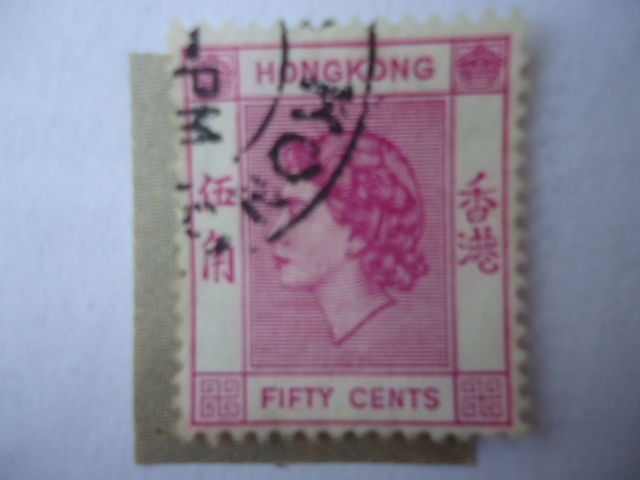 HONGKONG
伍角
香港
FIFTY CENTS